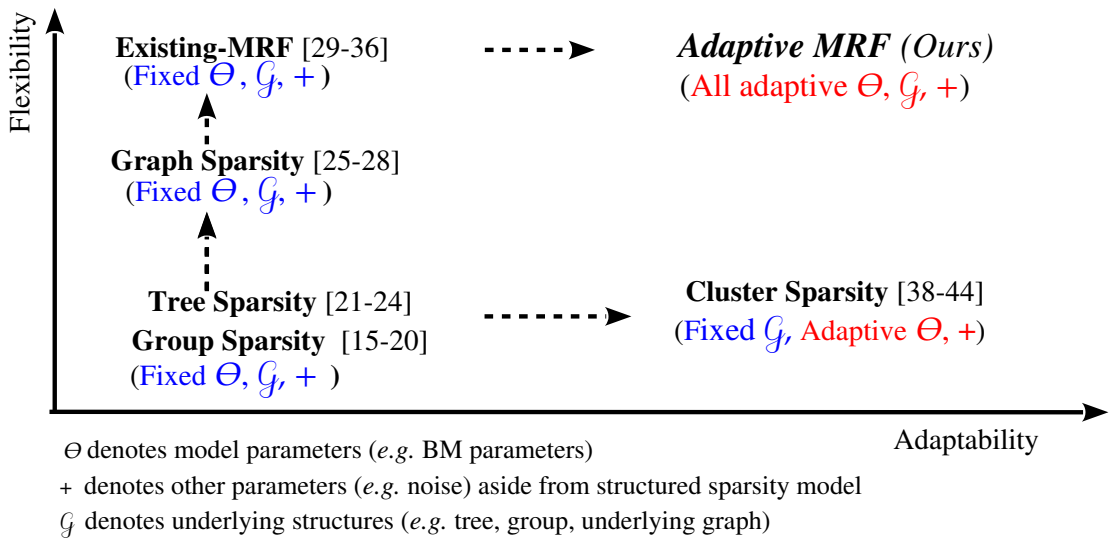 Flexibility
Existing-MRF [29-36]
(Fixed Θ, 𝒢, +)
Adaptive MRF (Ours)
(All adaptive Θ, 𝒢, +)
Graph Sparsity [25-28]
(Fixed Θ, 𝒢, +)
Tree Sparsity [21-24]
Group Sparsity [15-20]
(Fixed Θ, 𝒢, + )
Cluster Sparsity [38-44]
(Fixed 𝒢, Adaptive Θ, +)
Adaptability
Θ denotes model parameters (e.g. BM parameters)
+ denotes other parameters (e.g. noise) aside from structured sparsity model
𝒢 denotes underlying structures (e.g. tree, group, underlying graph)